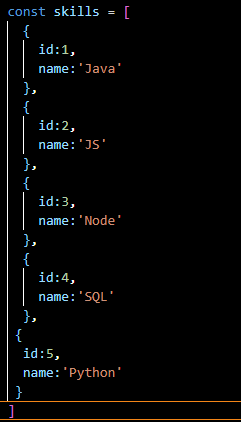 const skills = [
  {
    id:1,
    name:'Java'
  },
  {
    id:2,
    name:'JS'
  },
  {
    id:3,
    name:'Node'
  },
  {
    id:4,
    name:'SQL'
  },
 {
  id:5,
  name:'Python'
 }
]